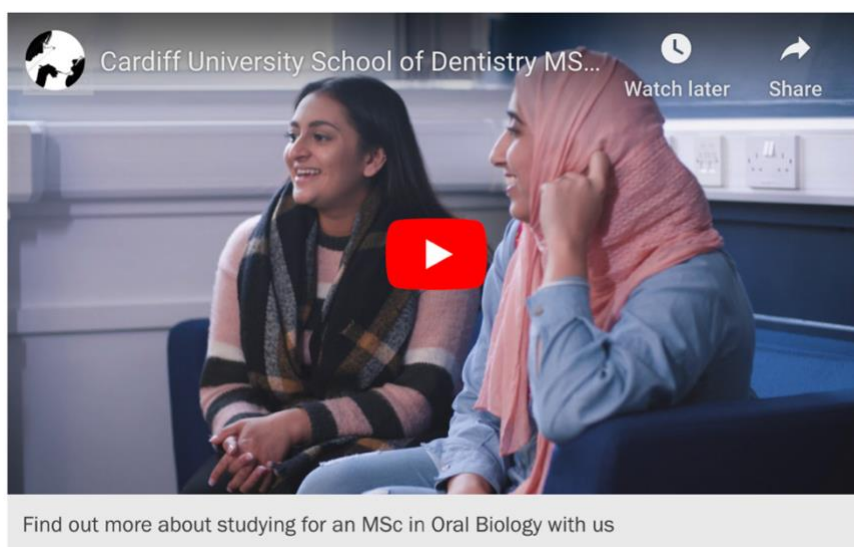 Cardiff University School of Dentistry MS...
Watch later
Share
Find out more about studying for an MSc in Oral Biology with us